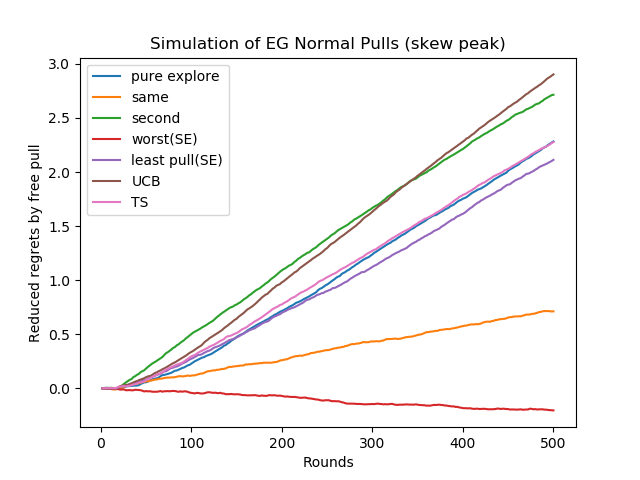 Simulation of EG Normal Pulls (skew peak)
Reduced regrets by free pull
3.0
2.5
2.0
1.5
1.0
0.5
0.0
pure explore
same
second
worst(SE)
least pull(SE)
UCB
TS
0
100
200
300
400
500
Rounds